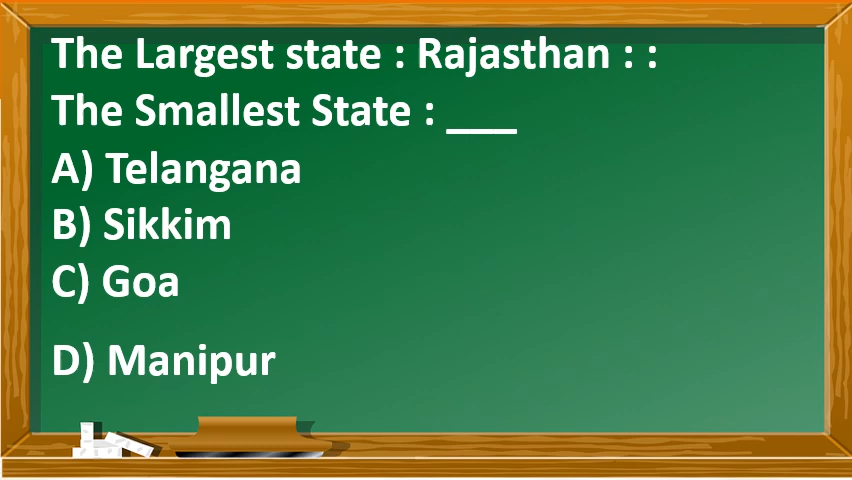 The Largest state : Rajasthan : :
The Smallest State : ___
A) Telangana
B) Sikkim
C) Goa
D) Manipur